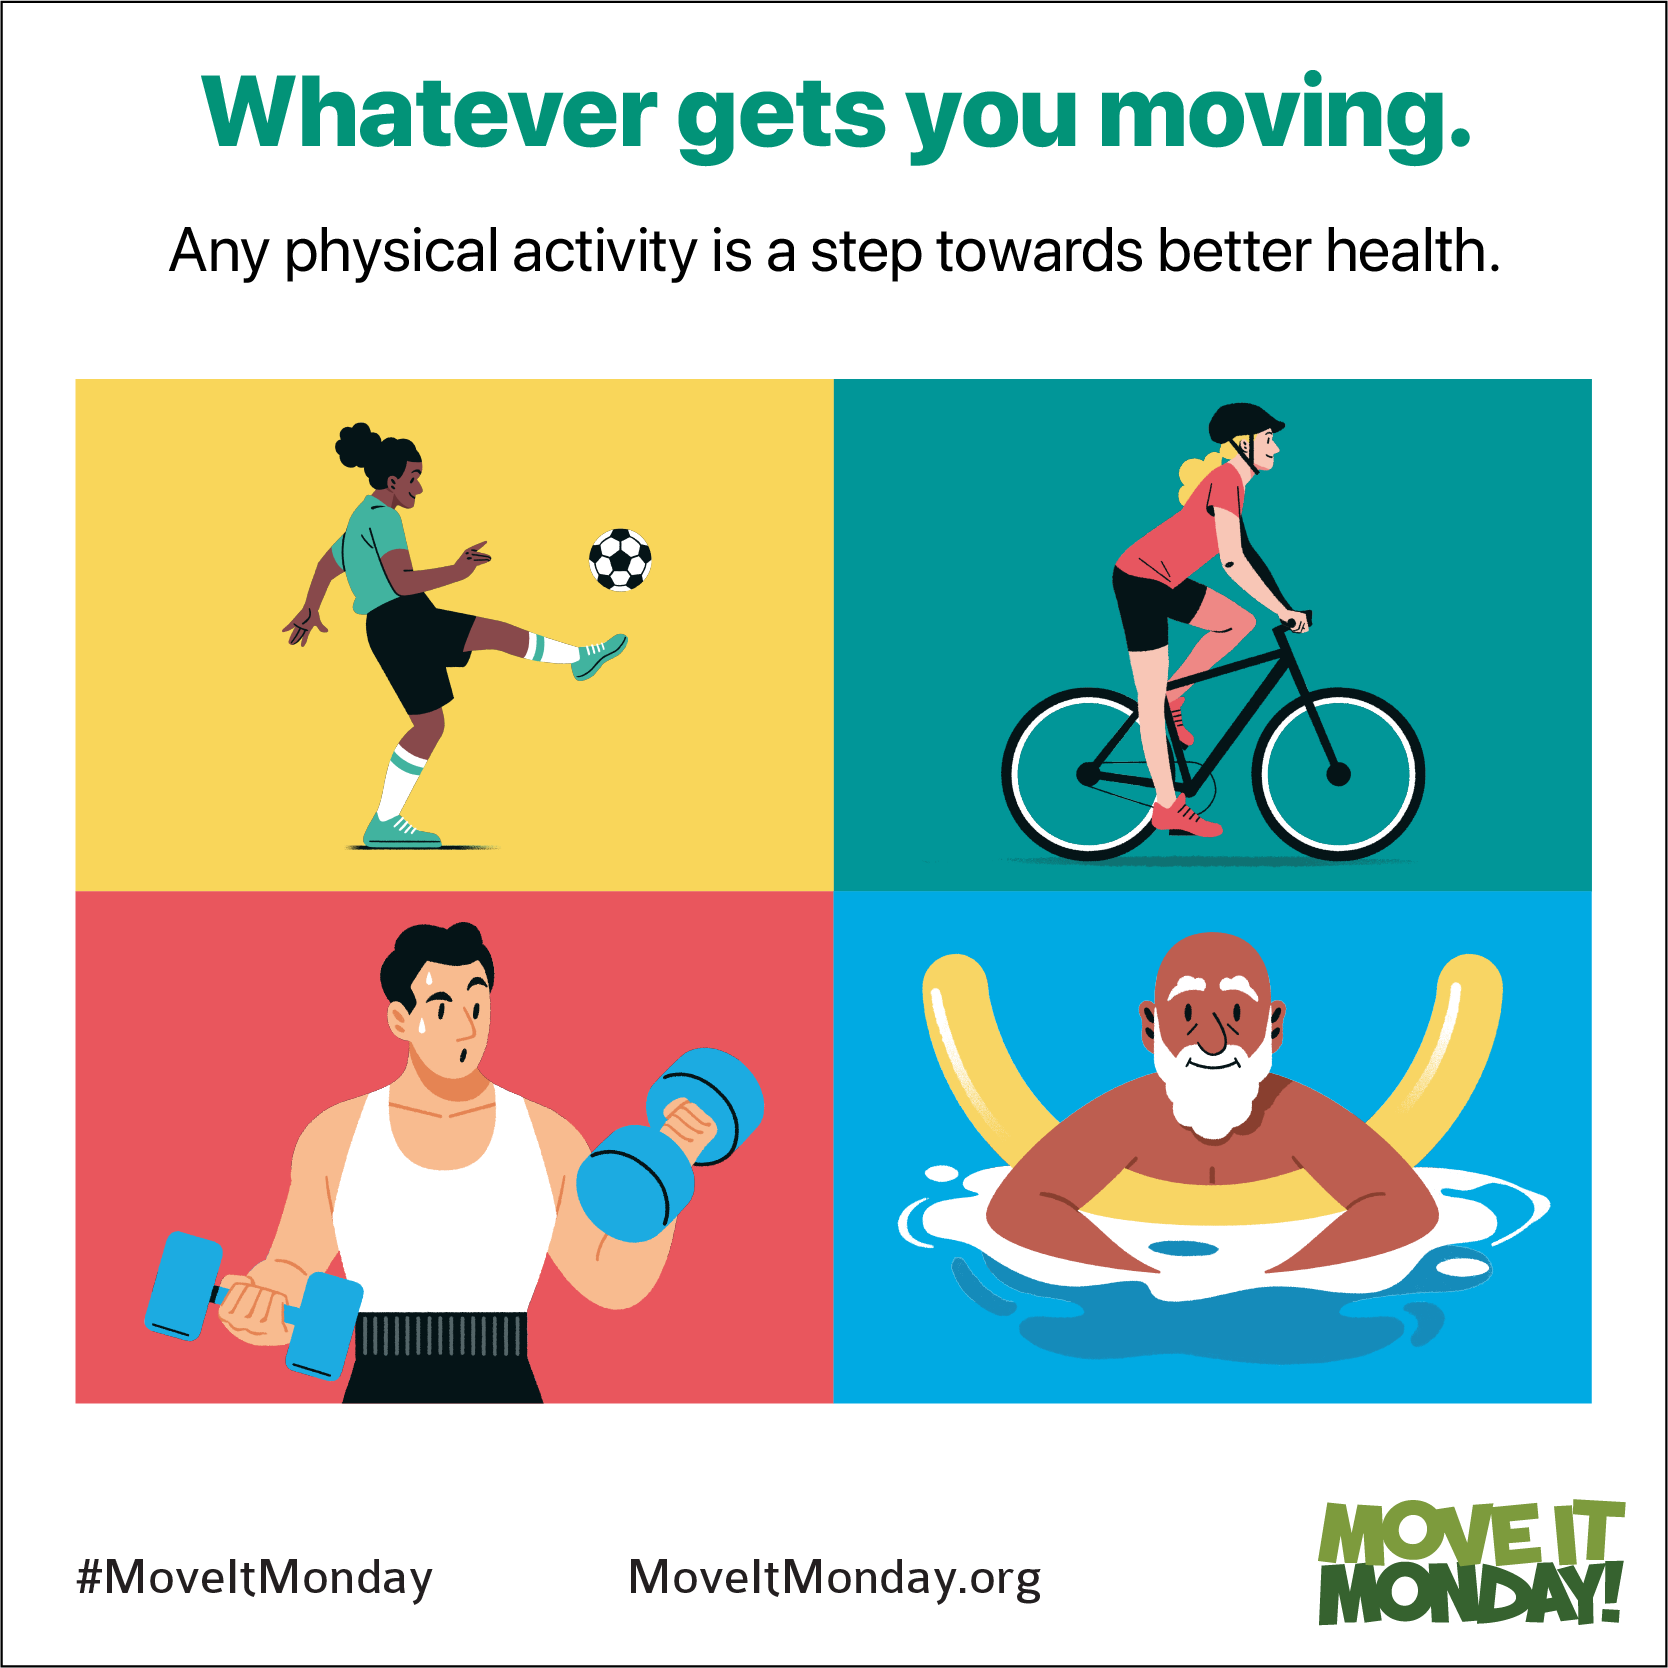 Whatever gets you moving.
Any physical activity is a step towards better health.
#MoveItMonday
MoveItMonday.org
MOVE IT
MONDAY!